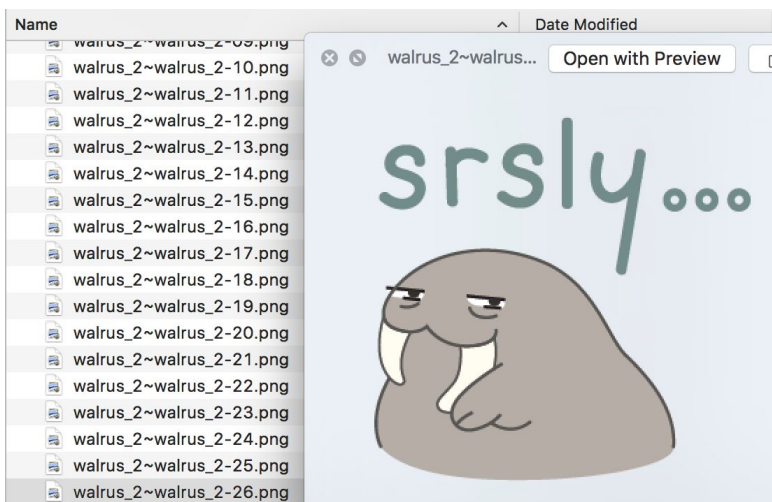 Name
Date Modified
walrus_2~walrus_2-09.png
walrus_2~walrus_2-10.png
walrus_2~walrus_2-11.png
walrus_2~walrus_2-12.png
walrus_2~walrus_2-13.png
walrus_2~walrus_2-14.png
walrus_2~walrus_2-15.png
walrus_2~walrus_2-16.png
walrus_2~walrus_2-17.png
walrus_2~walrus_2-18.png
walrus_2~walrus_2-19.png
walrus_2~walrus_2-20.png
walrus_2~walrus_2-21.png
walrus_2~walrus_2-22.png
walrus_2~walrus_2-23.png
walrus_2~walrus_2-24.png
walrus_2~walrus_2-25.png
walrus_2~walrus_2-26.png
walrus_2~walrus...
Open with Preview
srsly...